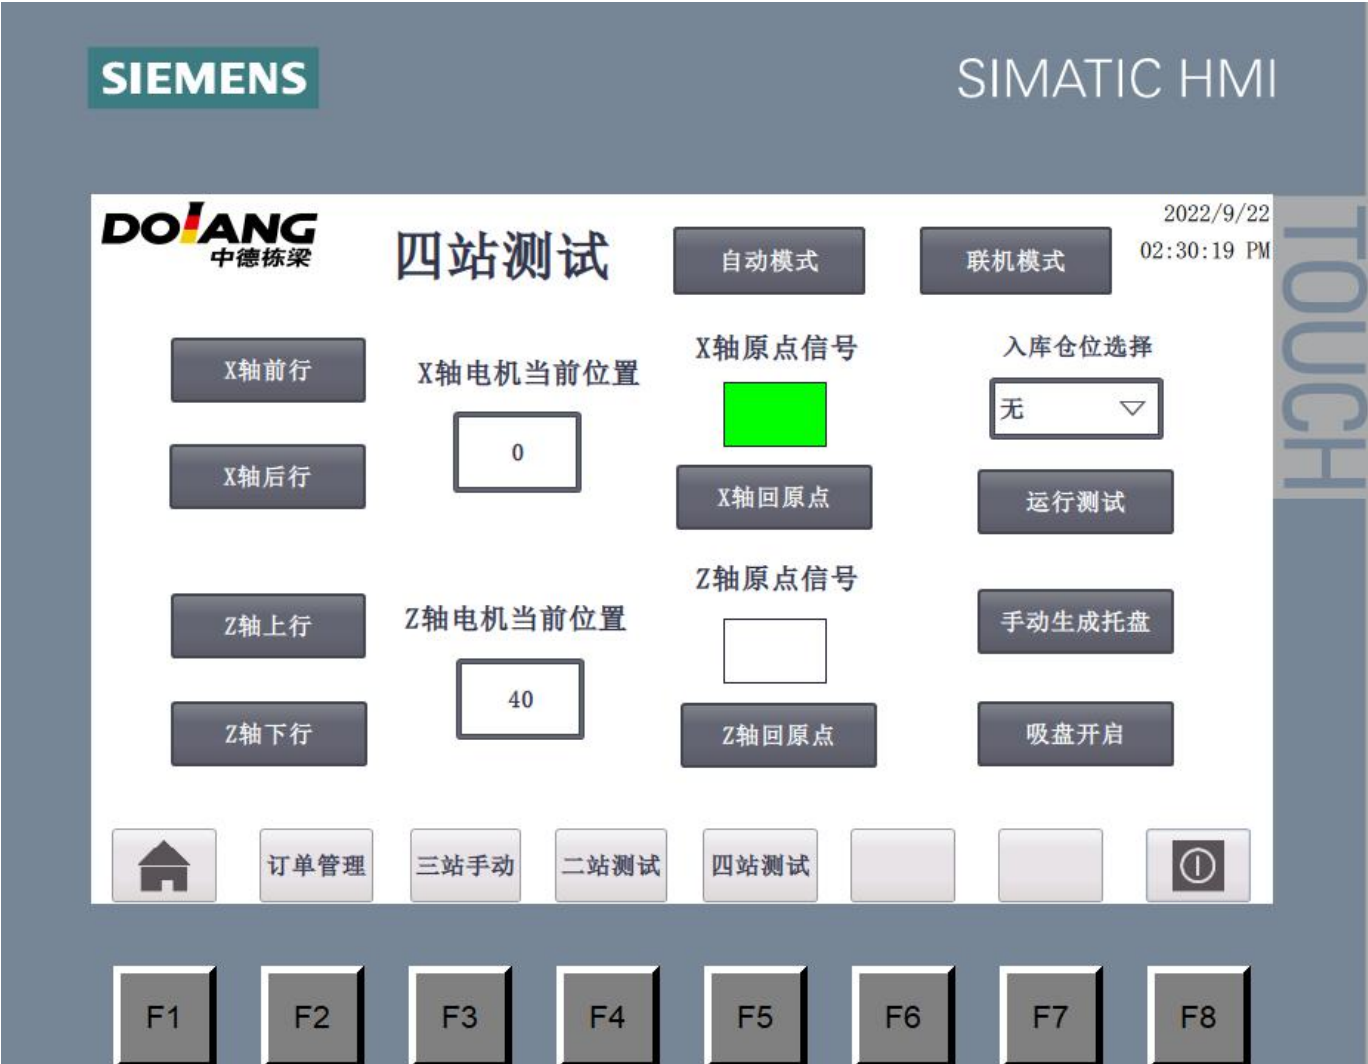 SIEMENS
SIMATIC HMI
TOUCH
DOLANG
中德栋梁
四站测试
自动模式
联机模式
2022/9/22
02:30:19 PM
X轴前行
X轴电机当前位置
X轴原点信号
入库仓位选择
无
X轴后行
0
X轴回原点
运行测试
Z轴上行
Z轴电机当前位置
Z轴原点信号
手动生成托盘
Z轴下行
40
Z轴回原点
吸盘开启
订单管理
三站手动
二站测试
四站测试
F1
F2
F3
F4
F5
F6
F7
F8